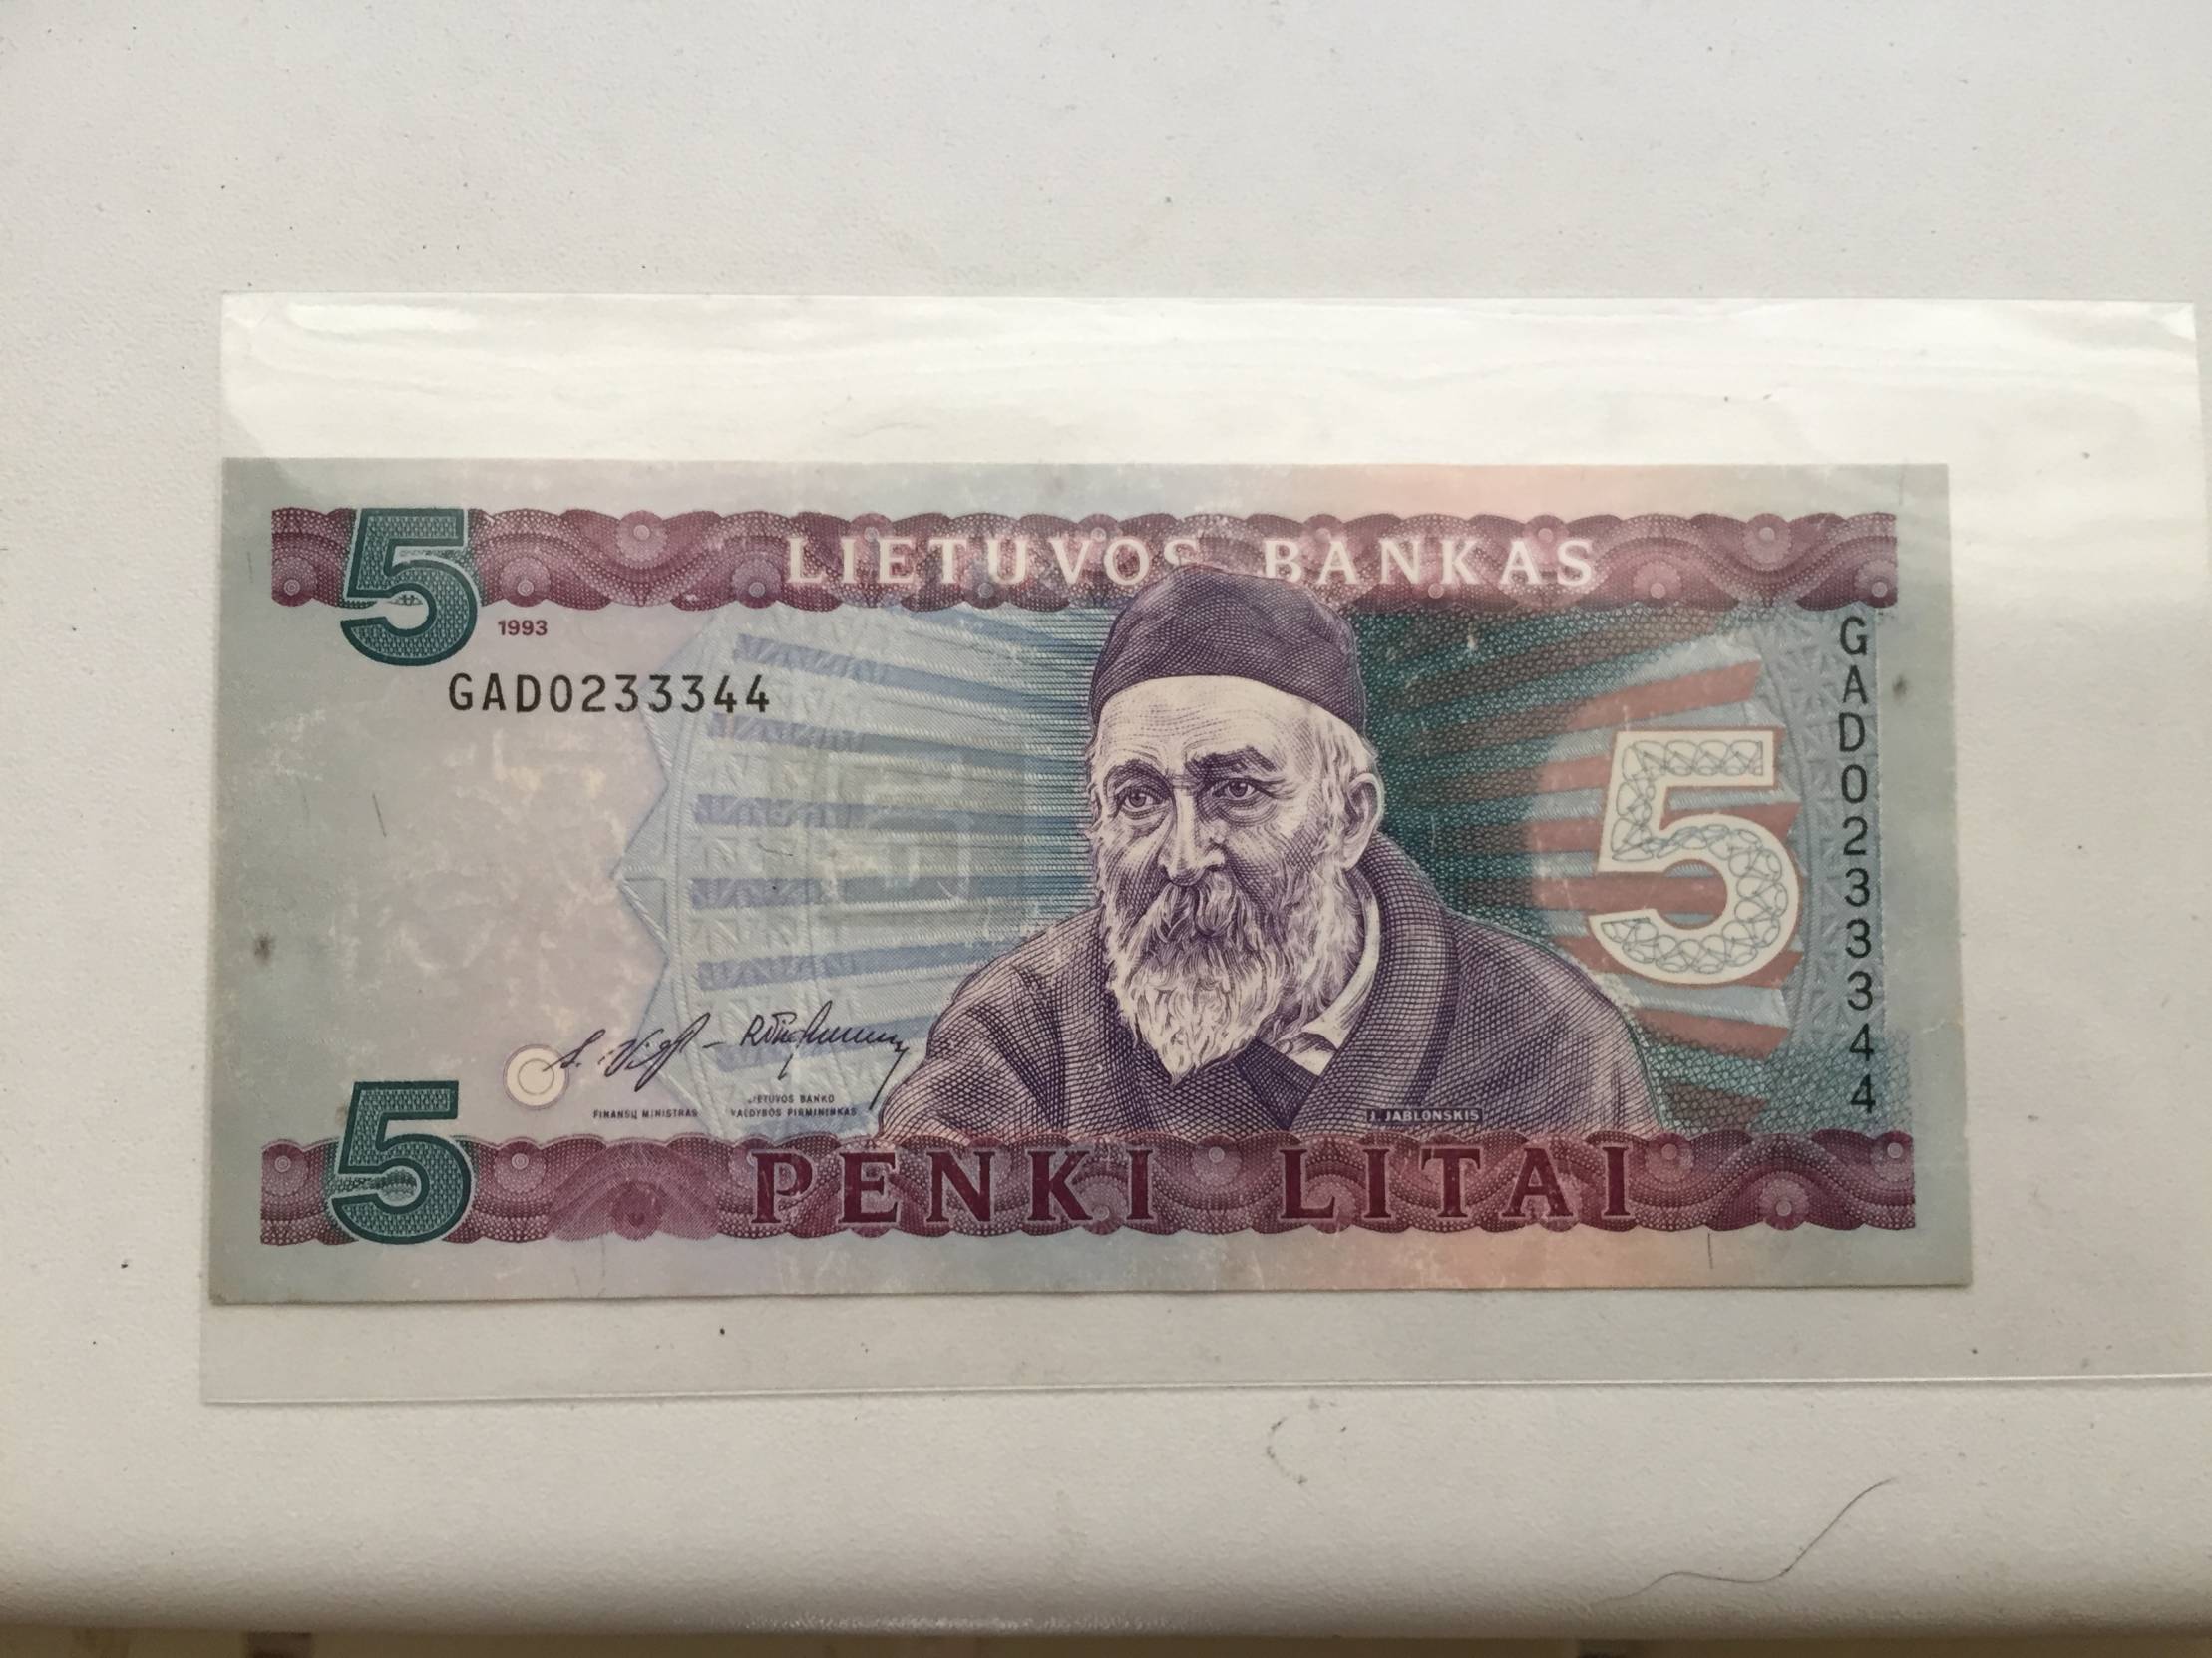 LIETUVOS BANKAS
5
1993
GAD0233344
GAD0233344
5
FINANSŲ MINISTRAS
LIETUVOS BANKO
VALDYBOS PIRMININKAS
J. JABLONSKIS
5
PENKI LITAI